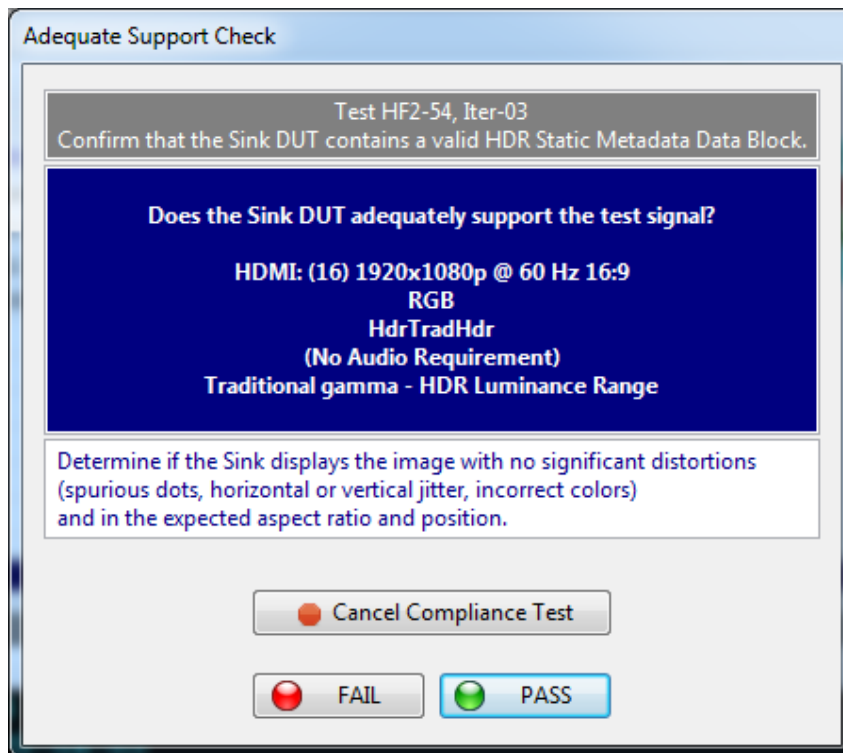 Adequate Support Check
Test HF2-54, Iter-03
Confirm that the Sink DUT contains a valid HDR Static Metadata Data Block.
Does the Sink DUT adequately support the test signal?
HDMI: (16) 1920x1080p @ 60 Hz 16:9
RGB
HdrTradHdr
(No Audio Requirement)
Traditional gamma - HDR Luminance Range
Determine if the Sink displays the image with no significant distortions
(spurious dots, horizontal or vertical jitter, incorrect colors)
and in the expected aspect ratio and position.
Cancel Compliance Test
FAIL
PASS